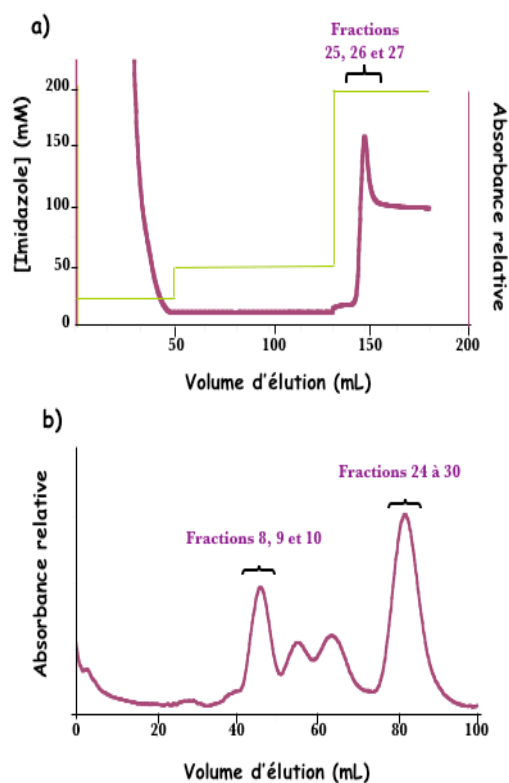 a)
Fractions
25, 26 et 27
200
150
100
50
0
[Imidazole] (mM)
Absorbance relative
50
100
150
200
Volume d'élution (mL)
b)
Fractions 24 à 30
Fractions 8, 9 et 10
Absorbance relative
0
20
40
60
80
100
Volume d'élution (mL)